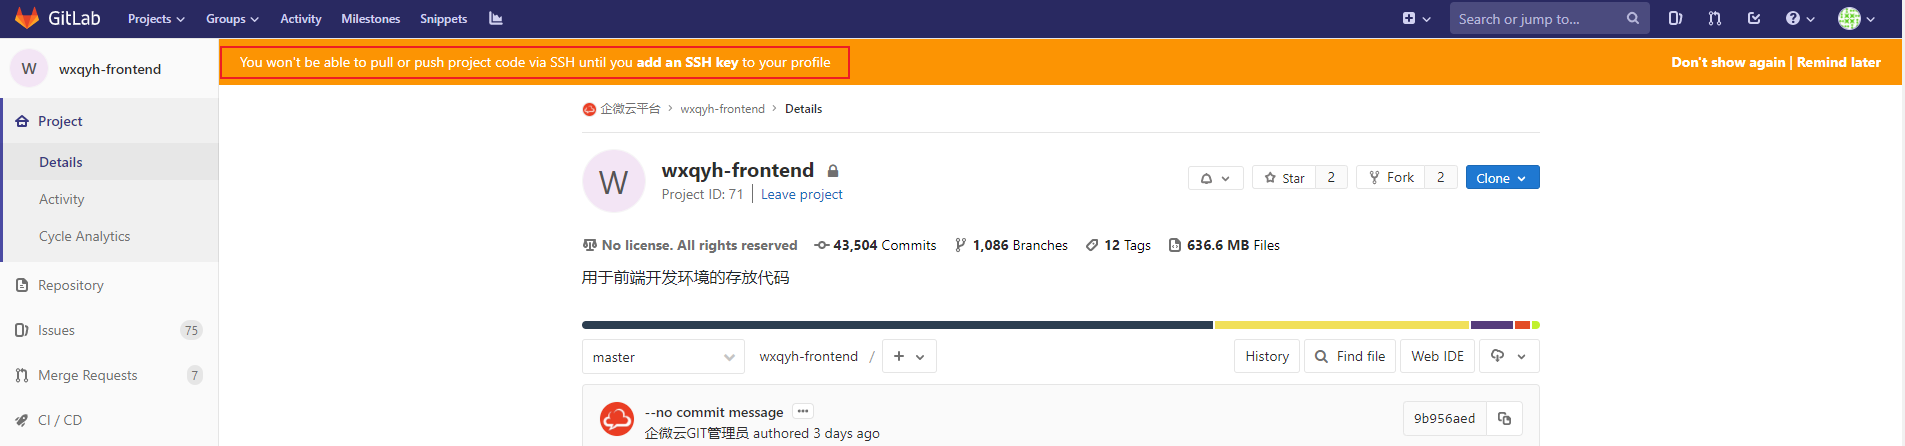 GitLab Projects Groups Activity Milestones Snippets Search or jump to...
W wxqyh-frontend
You won't be able to pull or push project code via SSH until you add an SSH key to your profile Don't show again | Remind later
Project
Details
Activity
Cycle Analytics
Repository
Issues 75
Merge Requests 7
CI / CD
企微云平台 > wxqyh-frontend > Details
W wxqyh-frontend
Project ID: 71 | Leave project
Star 2 Fork 2 Clone
No license. All rights reserved 43,504 Commits 1,086 Branches 12 Tags 636.6 MB Files
用于前端开发环境的存放代码
master wxqyh-frontend / + History Find file Web IDE
--no commit message ...
企微云GIT管理员 authored 3 days ago
9b956aed